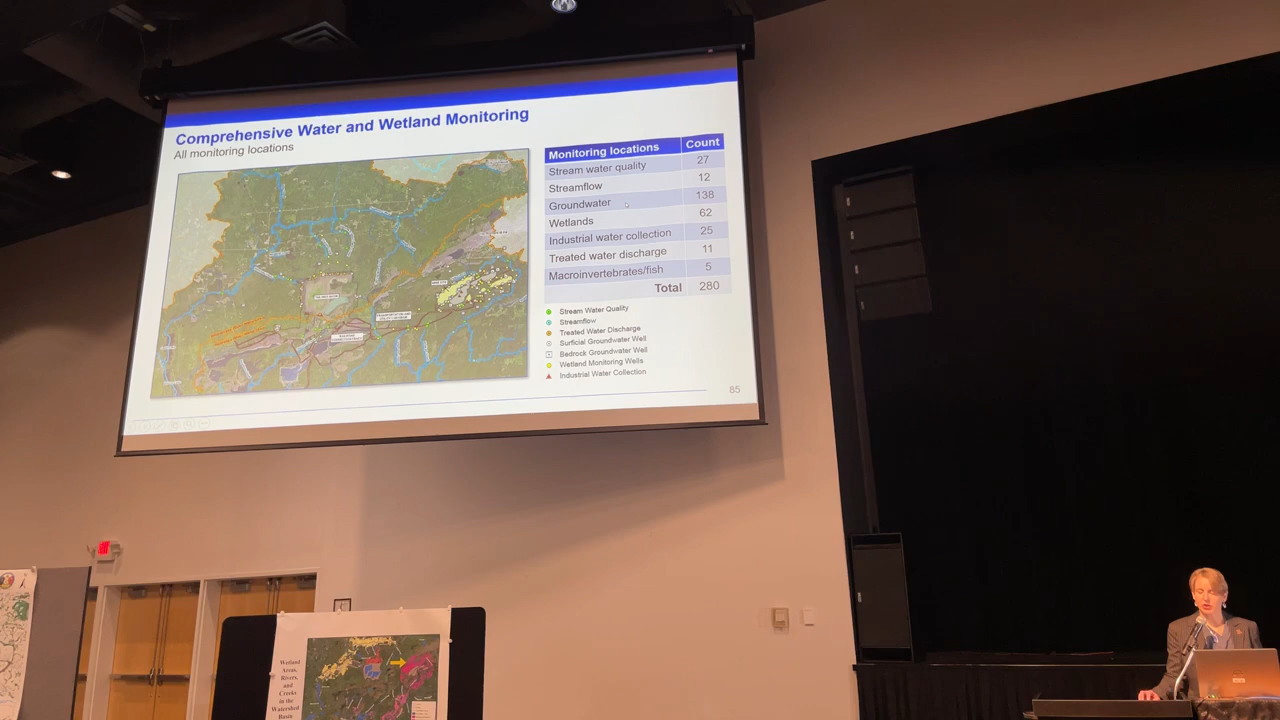 Comprehensive Water and Wetland Monitoring
All monitoring locations
Monitoring locations Count
Stream water quality 27
Streamflow 12
Groundwater 138
Wetlands 62
Industrial water collection 25
Treated water discharge 11
Macroinvertebrates/fish 5
Total 280
Stream Water Quality
Streamflow
Treated Water Discharge
Surficial Groundwater Well
Bedrock Groundwater Well
Wetland Monitoring Wells
Industrial Water Collection
85
Wetland
Areas,
Rivers,
and
Creeks
in the
Watershed
Basin